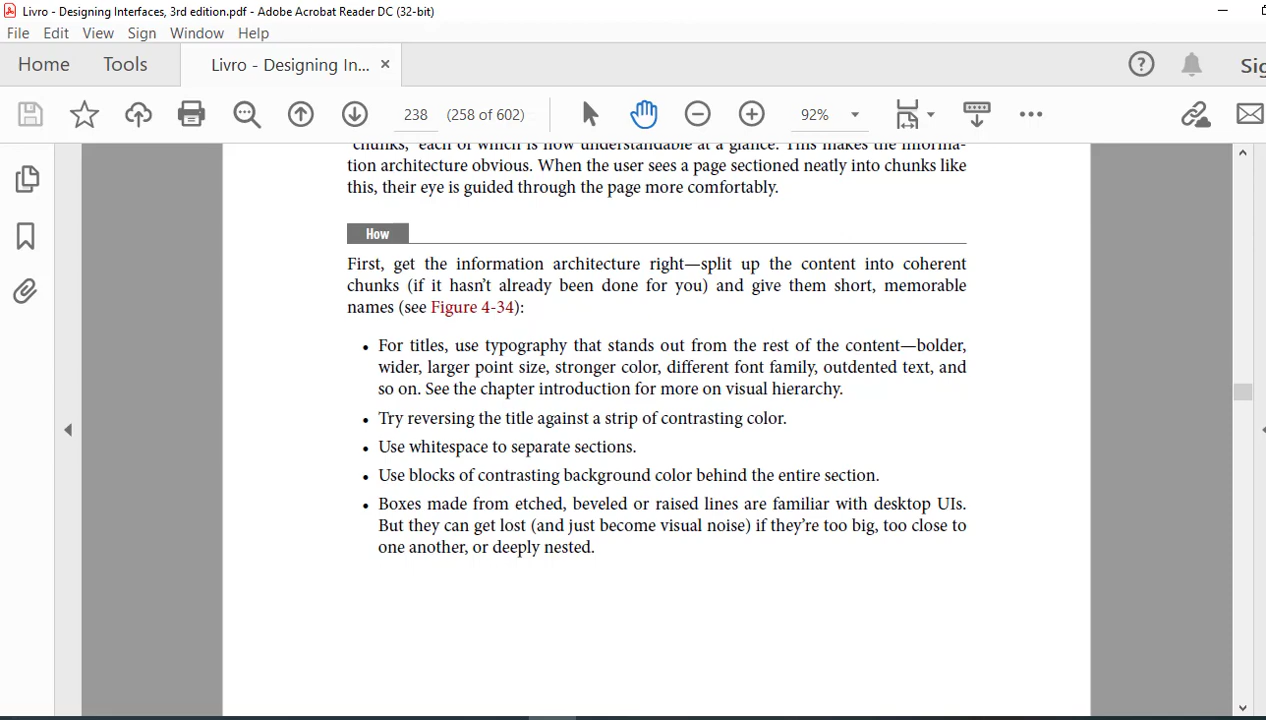 Livro - Designing Interfaces, 3rd edition.pdf - Adobe Acrobat Reader DC (32-bit)
File Edit View Sign Window Help
Home Tools Livro - Designing In... × ? Sig
238 (258 of 602) 92%
"chunks," each of which is now understandable at a glance. This makes the informa-
tion architecture obvious. When the user sees a page sectioned neatly into chunks like
this, their eye is guided through the page more comfortably.
How
First, get the information architecture right—split up the content into coherent
chunks (if it hasn't already been done for you) and give them short, memorable
names (see Figure 4-34):
• For titles, use typography that stands out from the rest of the content—bolder,
wider, larger point size, stronger color, different font family, outdented text, and
so on. See the chapter introduction for more on visual hierarchy.
• Try reversing the title against a strip of contrasting color.
• Use whitespace to separate sections.
• Use blocks of contrasting background color behind the entire section.
• Boxes made from etched, beveled or raised lines are familiar with desktop UIs.
But they can get lost (and just become visual noise) if they're too big, too close to
one another, or deeply nested.